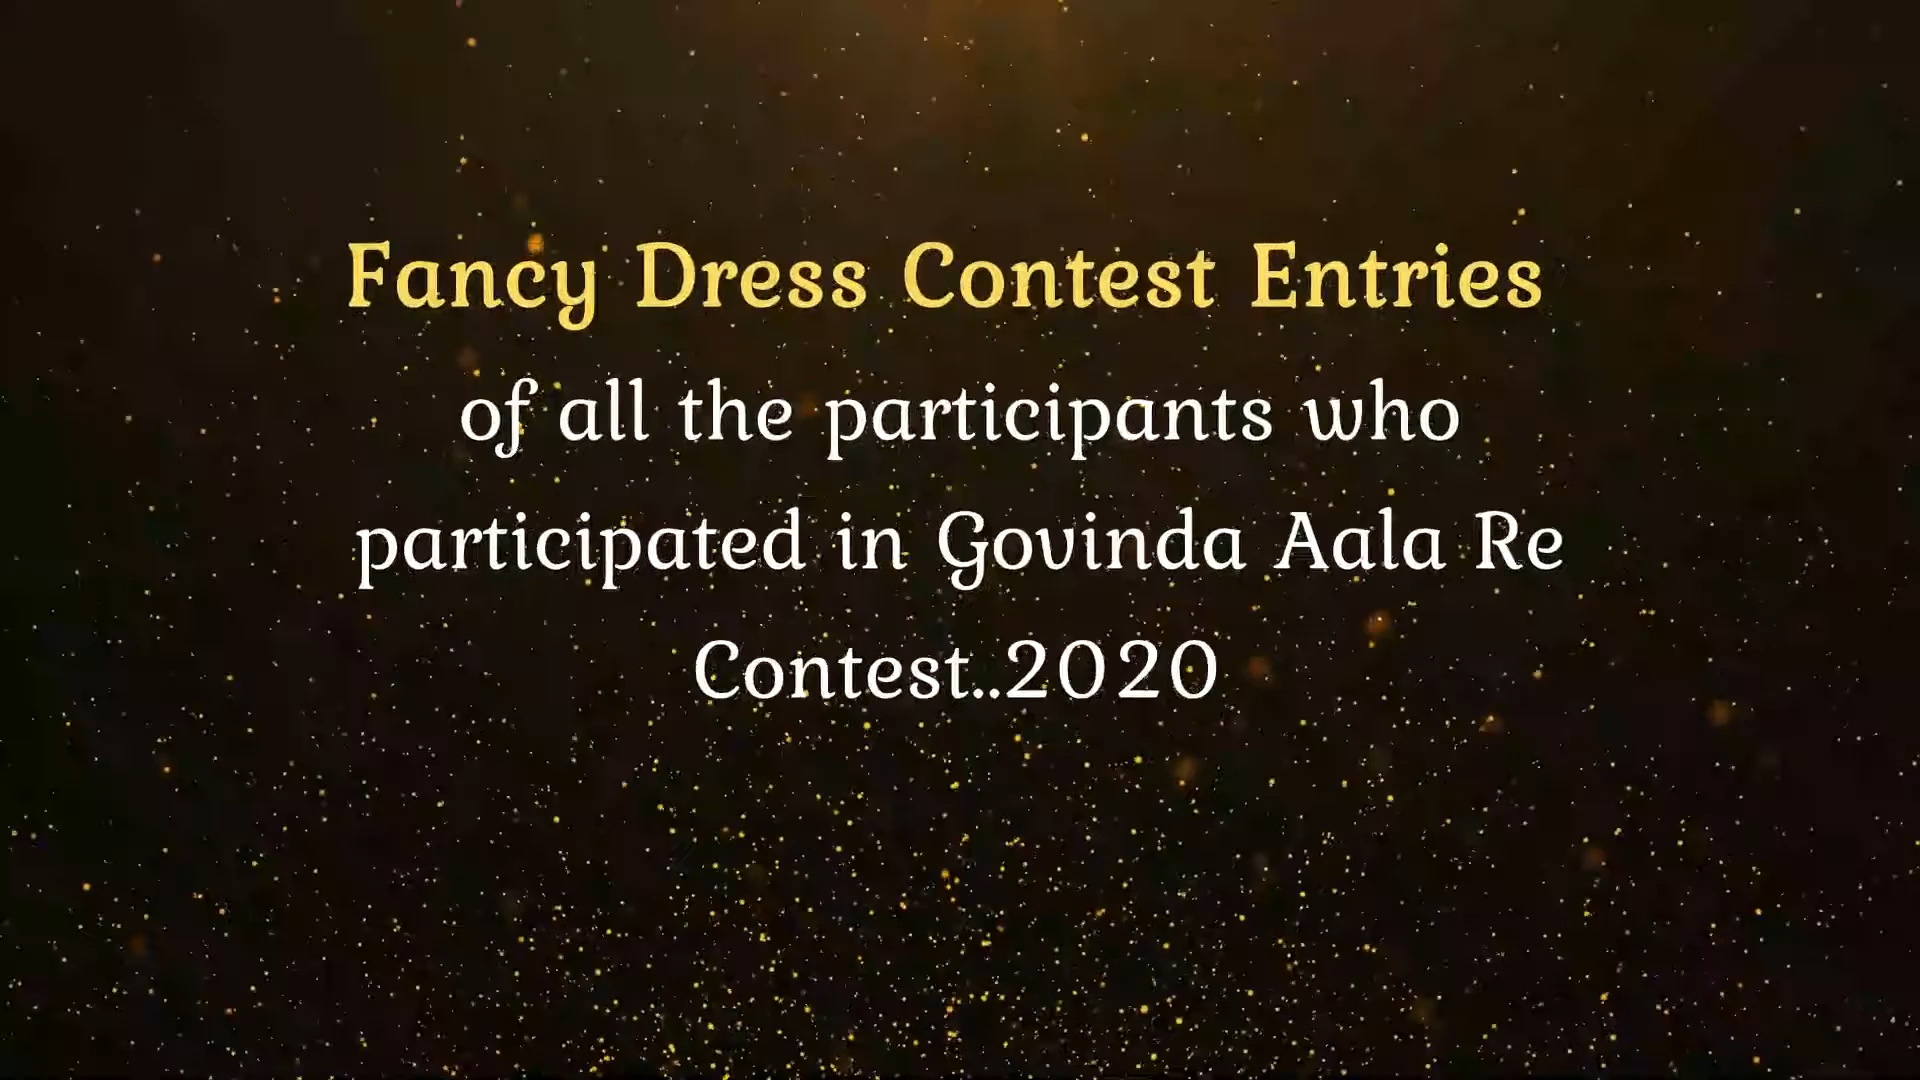 Fancy Dress Contest Entries
of all the participants who
participated in Govinda Aala Re
Contest..2020